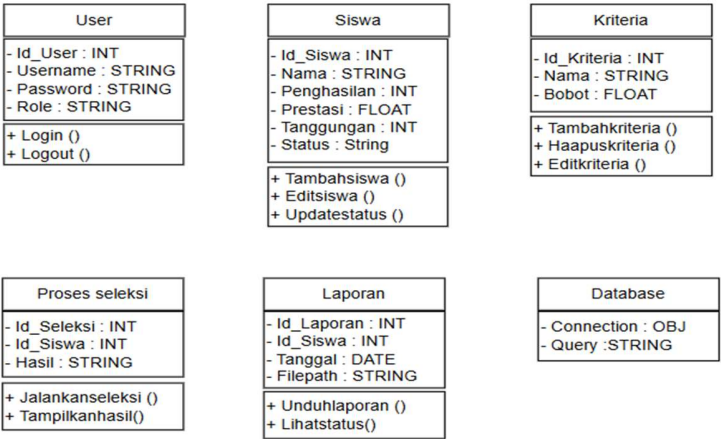 User
- Id_User : INT
- Username : STRING
- Password : STRING
- Role : STRING
+ Login ()
+ Logout ()
Siswa
- Id_Siswa : INT
- Nama : STRING
- Penghasilan : INT
- Prestasi : FLOAT
- Tanggungan : INT
- Status : String
+ Tambahsiswa ()
+ Editsiswa ()
+ Updatestatus ()
Kriteria
- Id_Kriteria : INT
- Nama : STRING
- Bobot : FLOAT
+ Tambahkriteria ()
+ Haapuskriteria ()
+ Editkriteria ()
Proses seleksi
- Id_Seleksi : INT
- Id_Siswa : INT
- Hasil : STRING
+ Jalankanseleksi ()
+ Tampilkanhasil()
Laporan
- Id_Laporan : INT
- Id_Siswa : INT
- Tanggal : DATE
- Filepath : STRING
+ Unduhlaporan ()
+ Lihatstatus()
Database
- Connection : OBJ
- Query :STRING